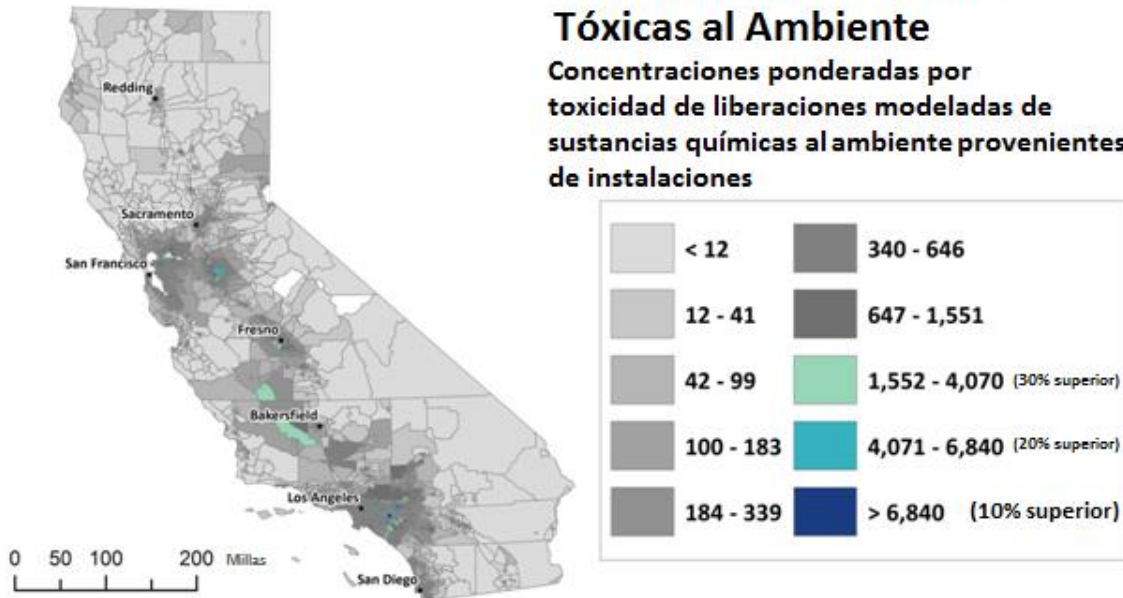 Tóxicas al Ambiente
Concentraciones ponderadas por
toxicidad de liberaciones modeladas de
sustancias químicas al ambiente provenientes
de instalaciones
Redding
Sacramento
San Francisco
Fresno
Bakersfield
Los Angeles
San Diego
0 50 100 200 Millas
< 12
12 - 41
42 - 99
100 - 183
184 - 339
340 - 646
647 - 1,551
1,552 - 4,070 (30% superior)
4,071 - 6,840 (20% superior)
> 6,840 (10% superior)